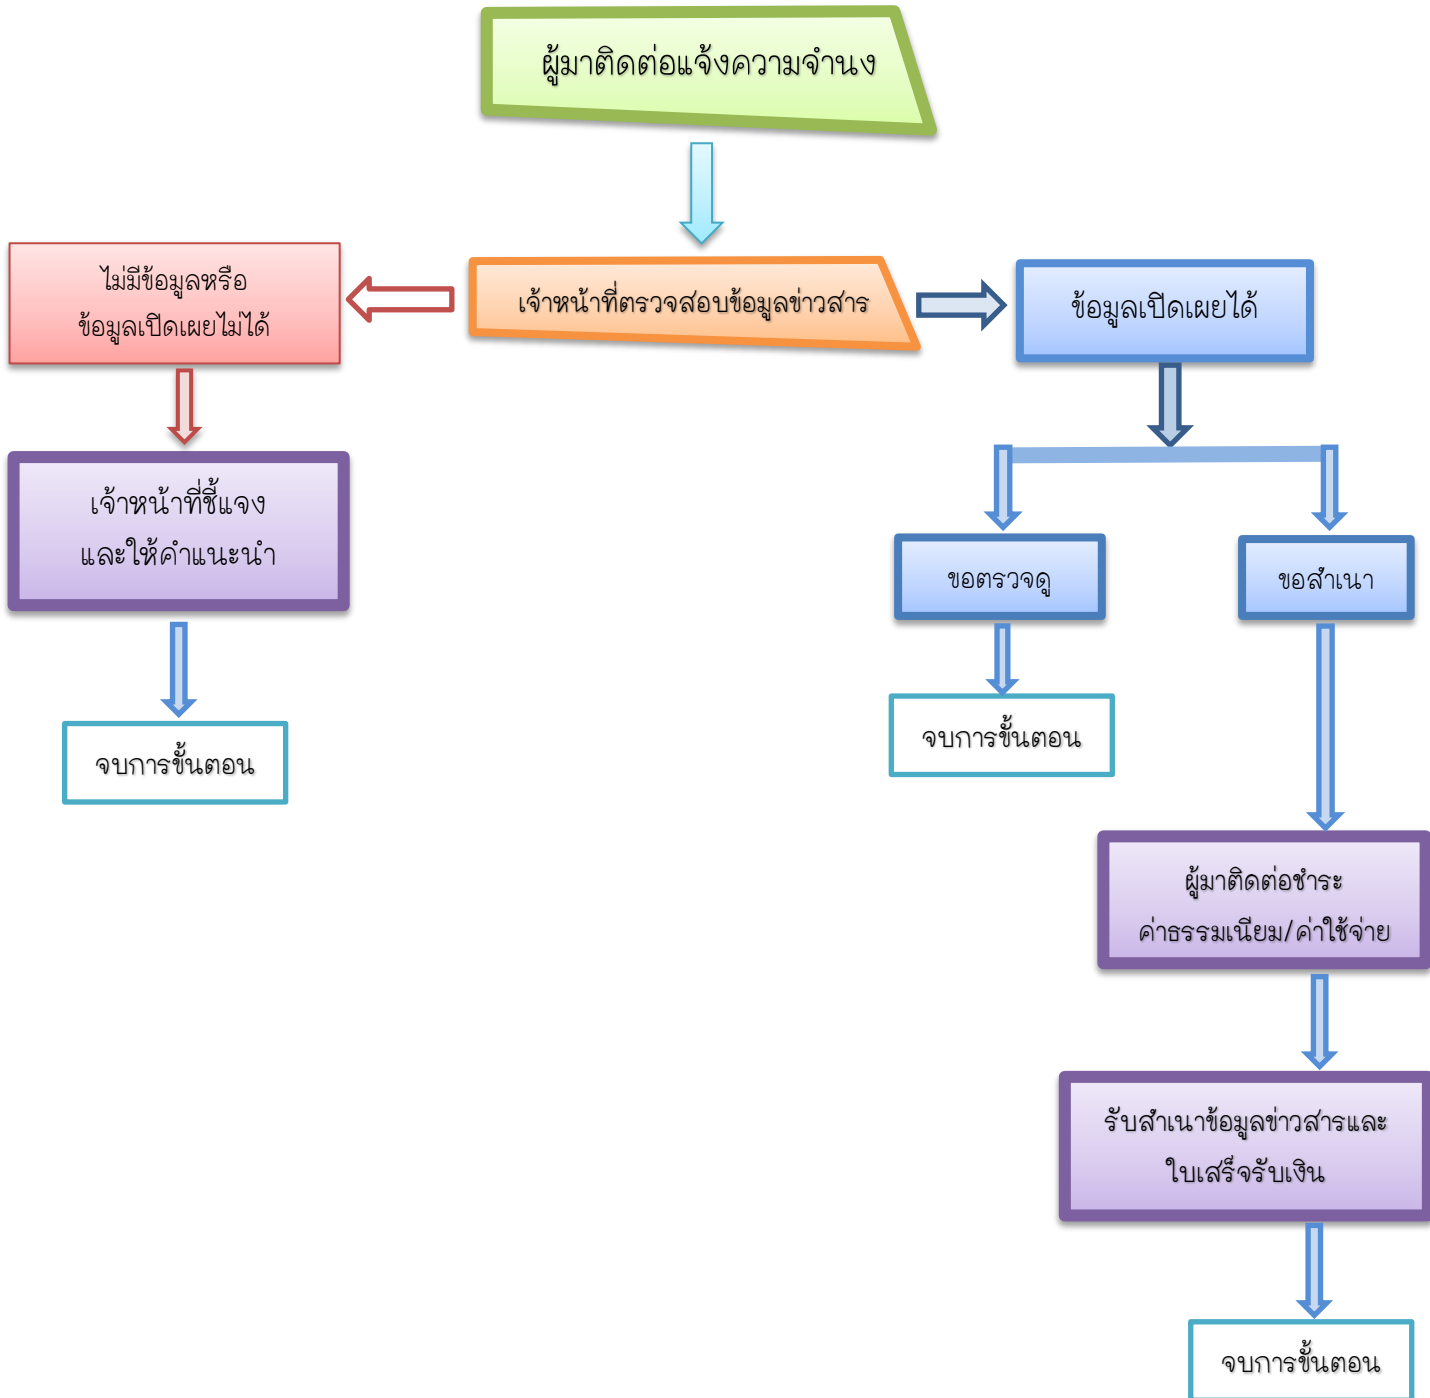 ผู้มาติดต่อแจ้งความจำนง
เจ้าหน้าที่ตรวจสอบข้อมูลข่าวสาร
ไม่มีข้อมูลหรือ
ข้อมูลเปิดเผยไม่ได้
ข้อมูลเปิดเผยได้
เจ้าหน้าที่ชี้แจง
และให้คำแนะนำ
ขอตรวจดู
ขอสำเนา
จบการขั้นตอน
จบการขั้นตอน
ผู้มาติดต่อชำระ
ค่าธรรมเนียม/ค่าใช้จ่าย
รับสำเนาข้อมูลข่าวสารและ
ใบเสร็จรับเงิน
จบการขั้นตอน